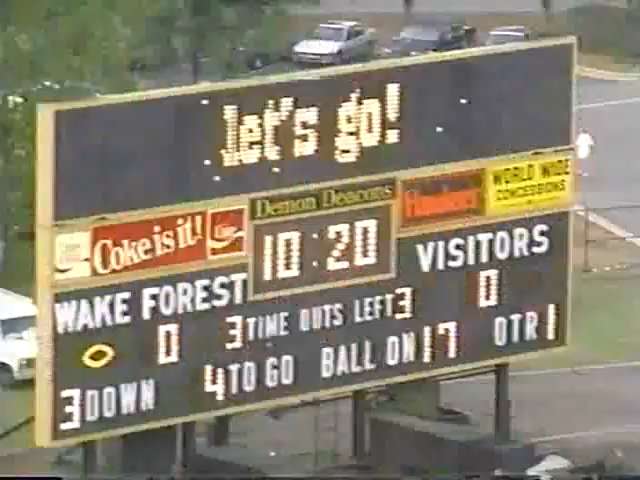 let's go!
Coke is it! Demon Deacons Hardee's WORLD WIDE CONCESSIONS
10:20
WAKE FOREST VISITORS
0 3 TIME OUTS LEFT 3 0
3 DOWN 4 TO GO BALL ON 17 QTR 1